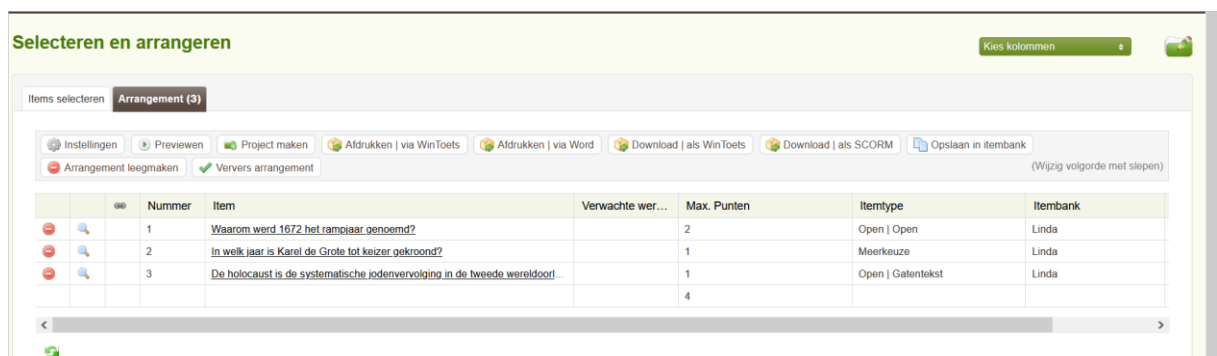 Selecteren en arrangeren
Kies kolommen
Items selecteren Arrangement (3)
Instellingen Previewen Project maken Afdrukken | via WinToets Afdrukken | via Word Download | als WinToets Download | als SCORM Opslaan in itembank
Arrangement leegmaken Ververs arrangement (Wijzig volgorde met slepen)
Nummer Item Verwachte wer... Max. Punten Itemtype Itembank
1 Waarom werd 1672 het rampjaar genoemd? 2 Open | Open Linda
2 In welk jaar is Karel de Grote tot keizer gekroond? 1 Meerkeuze Linda
3 De holocaust is de systematische jodenvervolging in de tweede wereldoorl... 1 Open | Gatentekst Linda
4